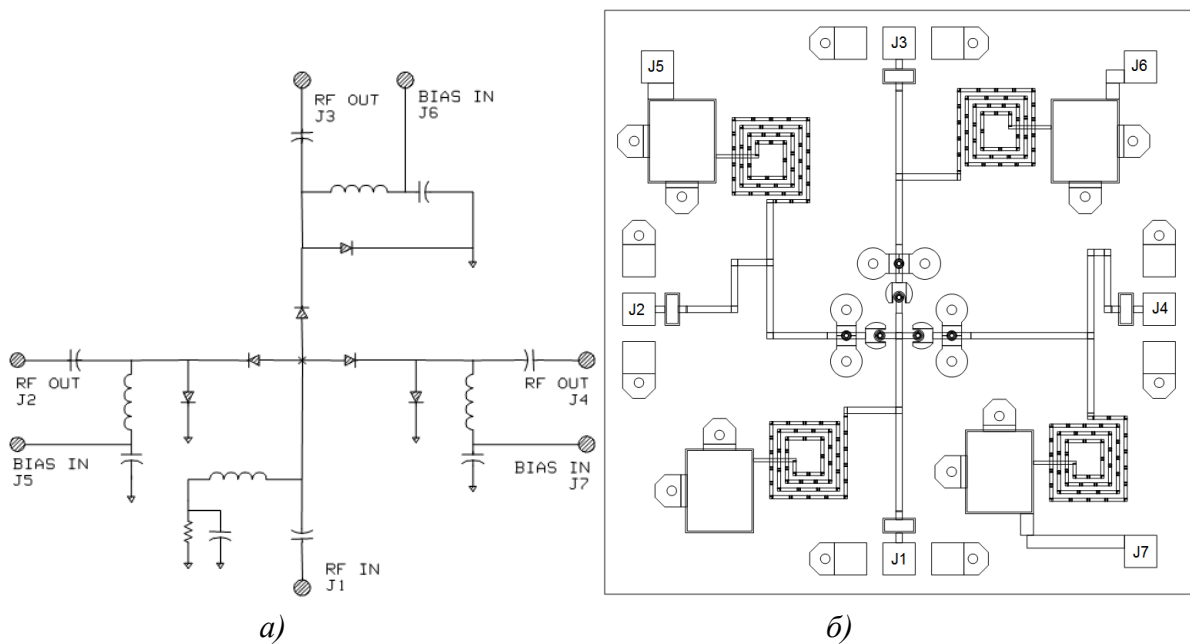 RF OUT
J3
BIAS IN
J6
RF OUT
J2
RF OUT
J4
BIAS IN
J5
BIAS IN
J7
RF IN
J1
а)
J3
J5
J6
J2
J4
J7
J1
б)